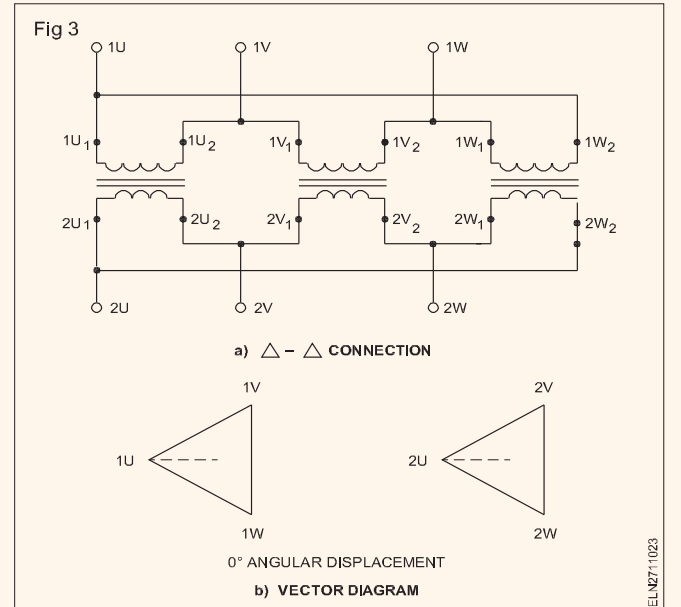 Fig 3
1U 1V 1W
1U1 1U2 1V1 1V2 1W1 1W2
2U1 2U2 2V1 2V2 2W1 2W2
2U 2V 2W
a) △ – △ CONNECTION
1V 2V
1U 2U
1W 2W
0° ANGULAR DISPLACEMENT
b) VECTOR DIAGRAM
ELN2711023